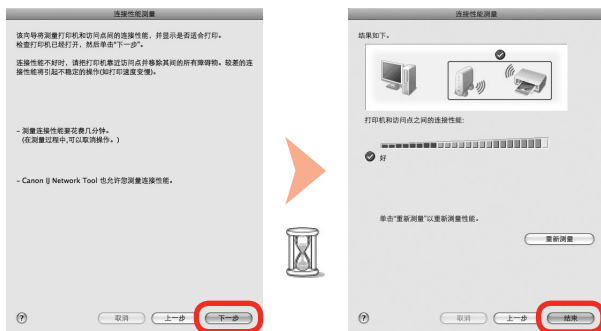 连接性能测量
该向导将测量打印机和访问点间的连接性能，并显示是否适合打印。
检查打印机已经打开，然后单击“下一步”。
连接性能不好时，请把打印机靠近访问点并移除其间的所有障碍物。较差的连
接性能将引起不稳定的操作(如打印速度变慢)。
- 测量连接性能要花费几分钟。
(在测量过程中,可以取消操作。)
- Canon IJ Network Tool 也允许您测量连接性能。
?
取消
上一步
下一步
连接性能测量
结果如下。
打印机和访问点之间的连接性能:
好
单击“重新测量”以重新测量性能。
重新测量
?
取消
上一步
结束